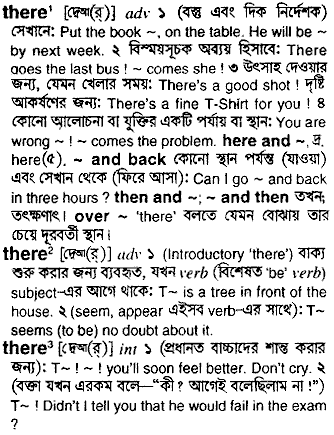 there¹ [দেআ(র্)] adv ১ (বস্তু এবং দিক নির্দেশক)
সেখানে: Put the book ~, on the table. He will be ~
by next week. ২ বিস্ময়সূচক অব্যয় হিসাবে: There
goes the last bus ! ~ comes she ! ৩ উৎসাহ দেওয়ার
জন্য, যেমন খেলার সময়: There's a good shot ! দৃষ্টি
আকর্ষণের জন্য: There's a fine T-Shirt for you ! ৪
কোনো আলোচনা বা যুক্তির একটি পর্যায় বা স্থান: You are
wrong ~ ! ~ comes the problem. here and ~, দ্র.
here(৫). ~ and back কোনো স্থান পর্যন্ত (যাওয়া)
এবং সেখান থেকে (ফিরে আসা): Can I go ~ and back
in three hours ? then and ~; ~ and then তখন;
তৎক্ষণাৎ। over ~ 'there' বলতে যেমন বোঝায় তার
চেয়ে দূরবর্তী স্থান।
there² [দেআ(র্)] adv ১ (Introductory 'there') বাক্য
শুরু করার জন্য ব্যবহৃত, যখন verb (বিশেষত 'be' verb)
subject-এর আগে থাকে: T~ is a tree in front of the
house. ২ (seem, appear এইসব verb-এর সাথে): T~
seems (to be) no doubt about it.
there³ [দেআ(র্)] int ১ (প্রধানত বাচ্চাদের শান্ত করার
জন্য): T~ ! ~ ! you'll soon feel better. Don't cry. ২
(বক্তা যখন এরকম বলে—“কী ? আগেই বলেছিলাম না !”)
T~ ! Didn't I tell you that he would fail in the exam
?